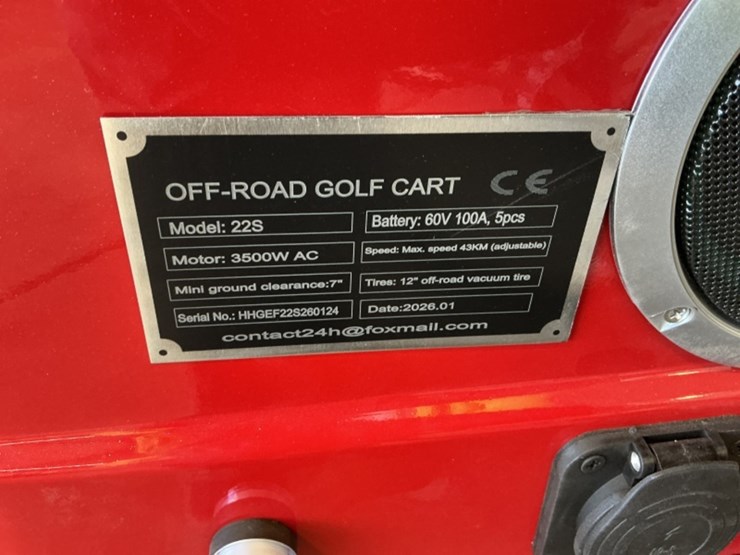 OFF-ROAD GOLF CART CE
Model: 22S
Battery: 60V 100A, 5pcs
Motor: 3500W AC
Speed: Max. speed 43KM (adjustable)
Mini ground clearance:7"
Tires: 12" off-road vacuum tire
Serial No.: HHGEF22S260124
Date:2026.01
contact24h@foxmail.com